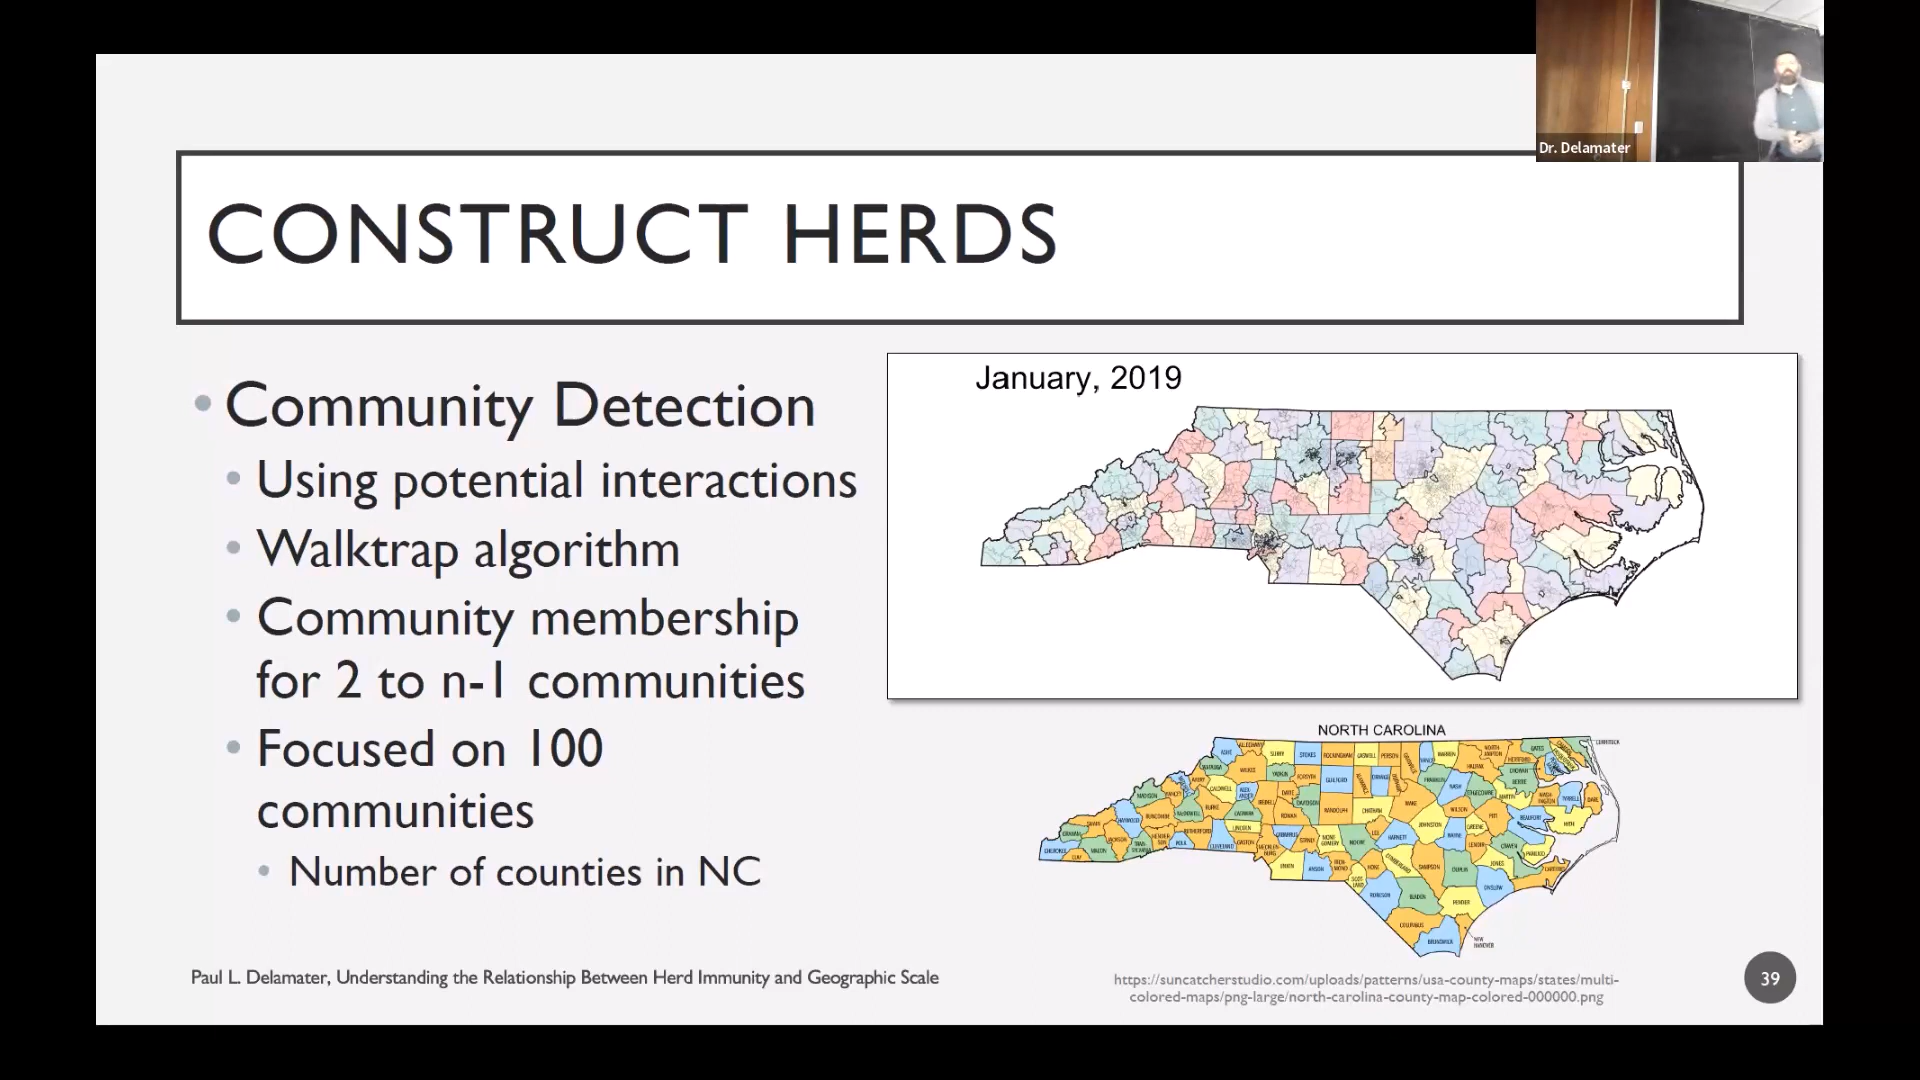 Dr. Delamater
CONSTRUCT HERDS
• Community Detection
• Using potential interactions
• Walktrap algorithm
• Community membership
for 2 to n-1 communities
• Focused on 100
communities
• Number of counties in NC
January, 2019
NORTH CAROLINA
Paul L. Delamater, Understanding the Relationship Between Herd Immunity and Geographic Scale
https://suncatcherstudio.com/uploads/patterns/usa-county-maps/states/multi-
colored-maps/png-large/north-carolina-county-map-colored-000000.png
39